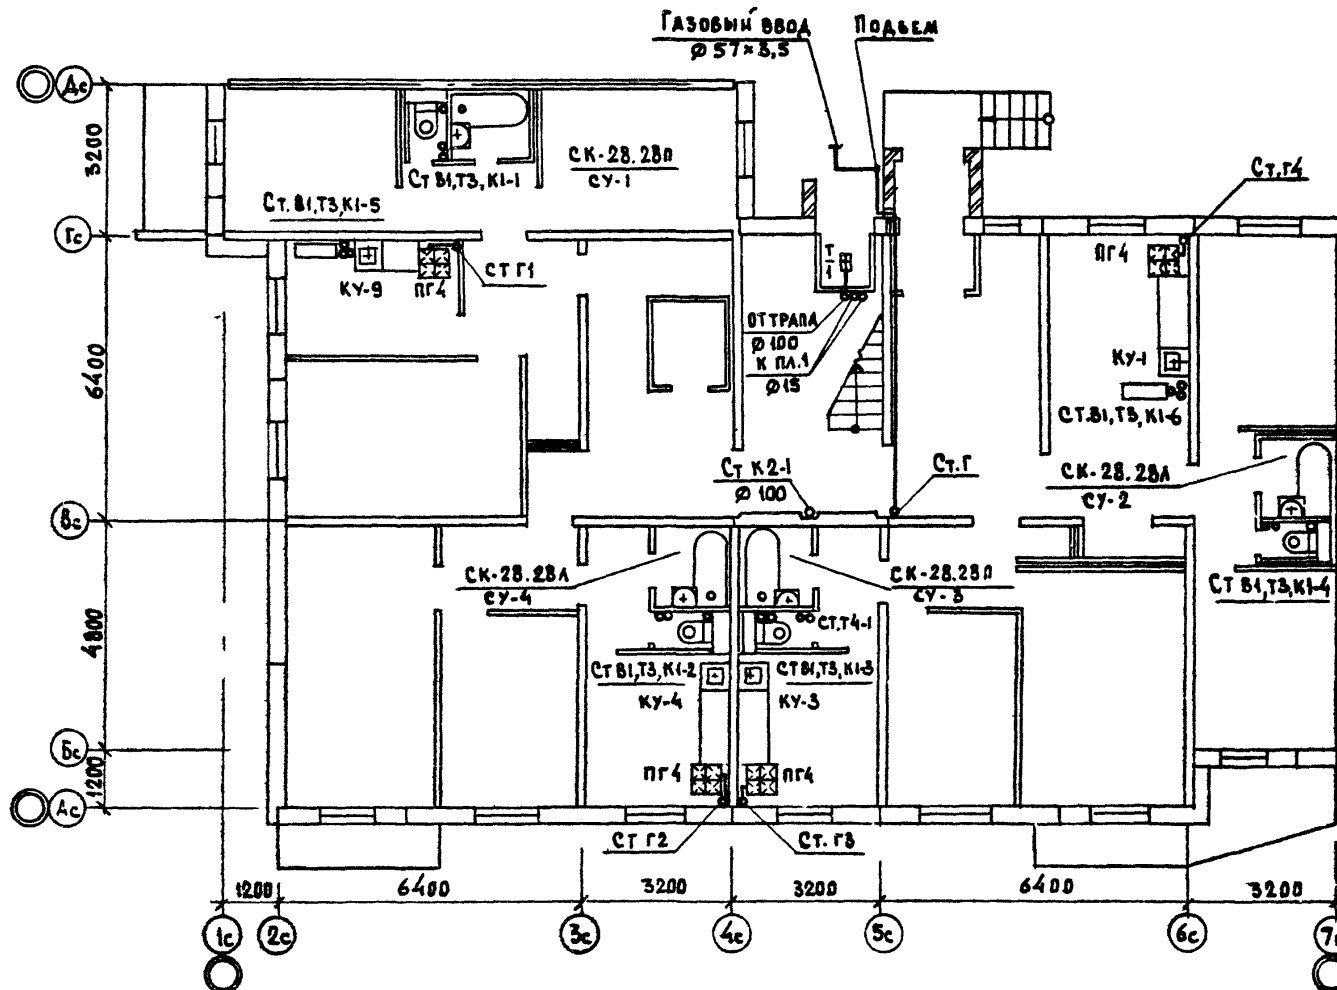 Газовый ввод
Ø 57×3,5
Подъем
Дс
3200
СК-28.28п
СУ-1
Ст В1,Т3,К1-1
Ст. В1,Т3,К1-5
Ст.Г4
Гс
СТ Г1
КУ-9
ПГ4
Т
1
ПГ4
ОТ ТРАПА
Ø 100
К ПЛ.1
Ø 15
6400
КУ-1
СТ.В1,Т3,К1-6
Ст К2-1
Ø 100
Ст.Г
СК-28.28Л
СУ-2
Вс
СК-28.28Л
СУ-4
СК-28.28п
СУ-3
Ст В1,Т3,К1-4
4800
СТ.Т4-1
Ст В1,Т3,К1-2
КУ-4
Ст В1,Т3,К1-3
КУ-3
Бс
1200
ПГ4
ПГ4
Ас
СТ Г2
Ст. Г3
1200
6400
3200
3200
6400
3200
1с
2с
3с
4с
5с
6с
7с